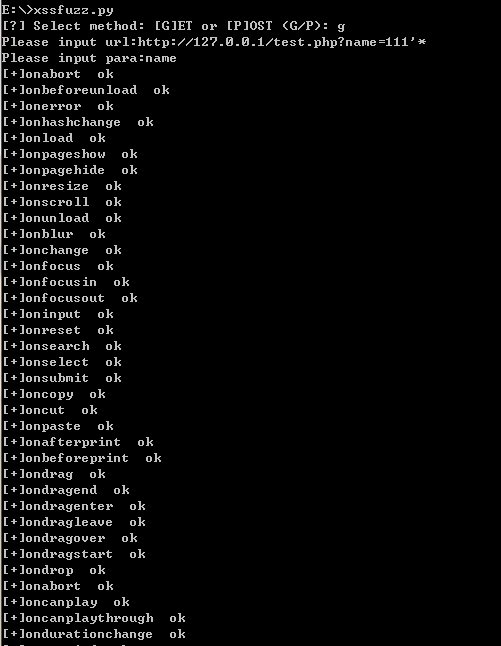 E:\>xssfuzz.py
[?] Select method: [G]ET or [P]OST (G/P): g
Please input url:http://127.0.0.1/test.php?name=111'*
Please input para:name
[+]onabort  ok
[+]onbeforeunload  ok
[+]onerror  ok
[+]onhashchange  ok
[+]onload  ok
[+]onpageshow  ok
[+]onpagehide  ok
[+]onresize  ok
[+]onscroll  ok
[+]onunload  ok
[+]onblur  ok
[+]onchange  ok
[+]onfocus  ok
[+]onfocusin  ok
[+]onfocusout  ok
[+]oninput  ok
[+]onreset  ok
[+]onsearch  ok
[+]onselect  ok
[+]onsubmit  ok
[+]oncopy  ok
[+]oncut  ok
[+]onpaste  ok
[+]onafterprint  ok
[+]onbeforeprint  ok
[+]ondrag  ok
[+]ondragend  ok
[+]ondragenter  ok
[+]ondragleave  ok
[+]ondragover  ok
[+]ondragstart  ok
[+]ondrop  ok
[+]onabort  ok
[+]oncanplay  ok
[+]oncanplaythrough  ok
[+]ondurationchange  ok